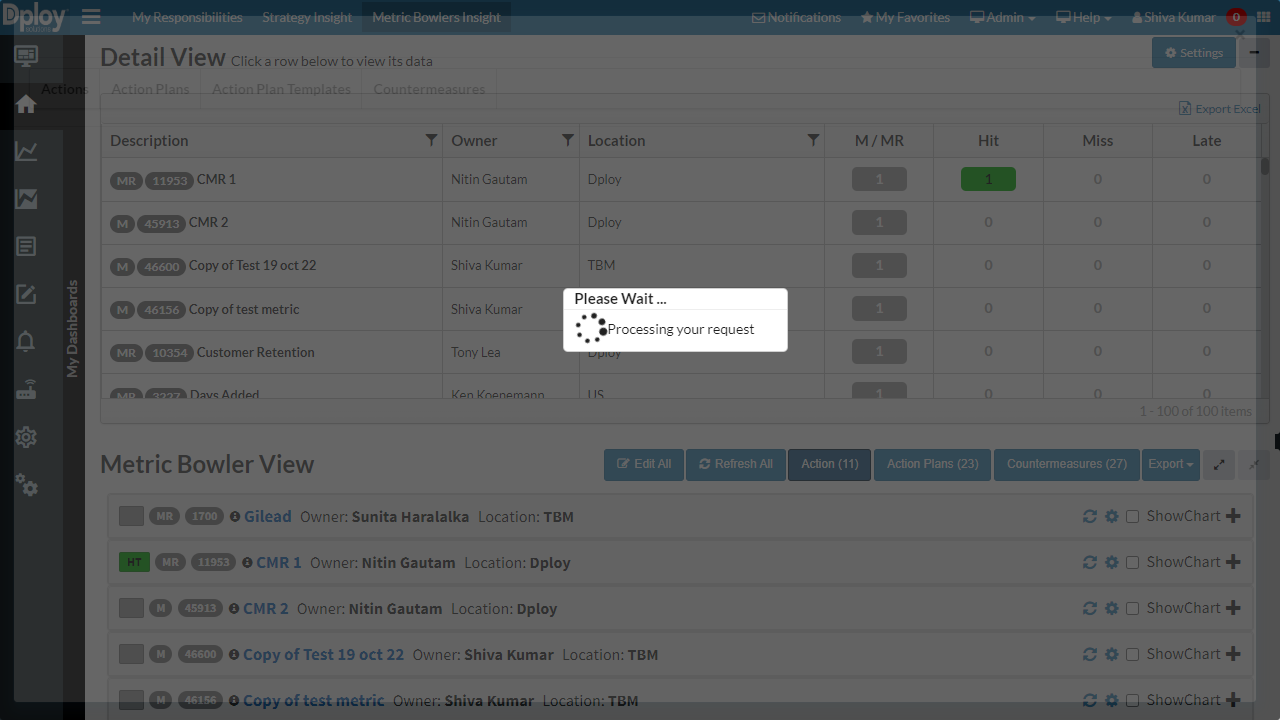 Dploy
SOLUTIONS
My Responsibilities
Strategy Insight
Metric Bowlers Insight
Notifications
My Favorites
Admin
Help
Shiva Kumar
0
Detail View Click a row below to view its data
Settings
Actions
Action Plans
Action Plan Templates
Countermeasures
Export Excel
Description Owner Location M / MR Hit Miss Late
MR 11953 CMR 1 Nitin Gautam Dploy 1 1 0 0
M 45913 CMR 2 Nitin Gautam Dploy 1 0 0 0
M 46600 Copy of Test 19 oct 22 Shiva Kumar TBM 1 0 0 0
M 46156 Copy of test metric Shiva Kumar 1 0 0 0
MR 10354 Customer Retention Tony Lea Dploy 1 0 0 0
MR 3227 Days Added Ken Koenemann US 1 0 0 0
1 - 100 of 100 items
My Dashboards
Please Wait ...
Processing your request
Metric Bowler View
Edit All
Refresh All
Action (11)
Action Plans (23)
Countermeasures (27)
Export
MR 1700 Gilead Owner: Sunita Haralalka Location: TBM ShowChart
HT MR 11953 CMR 1 Owner: Nitin Gautam Location: Dploy ShowChart
M 45913 CMR 2 Owner: Nitin Gautam Location: Dploy ShowChart
M 46600 Copy of Test 19 oct 22 Owner: Shiva Kumar Location: TBM ShowChart
M 46156 Copy of test metric Owner: Shiva Kumar Location: TBM ShowChart